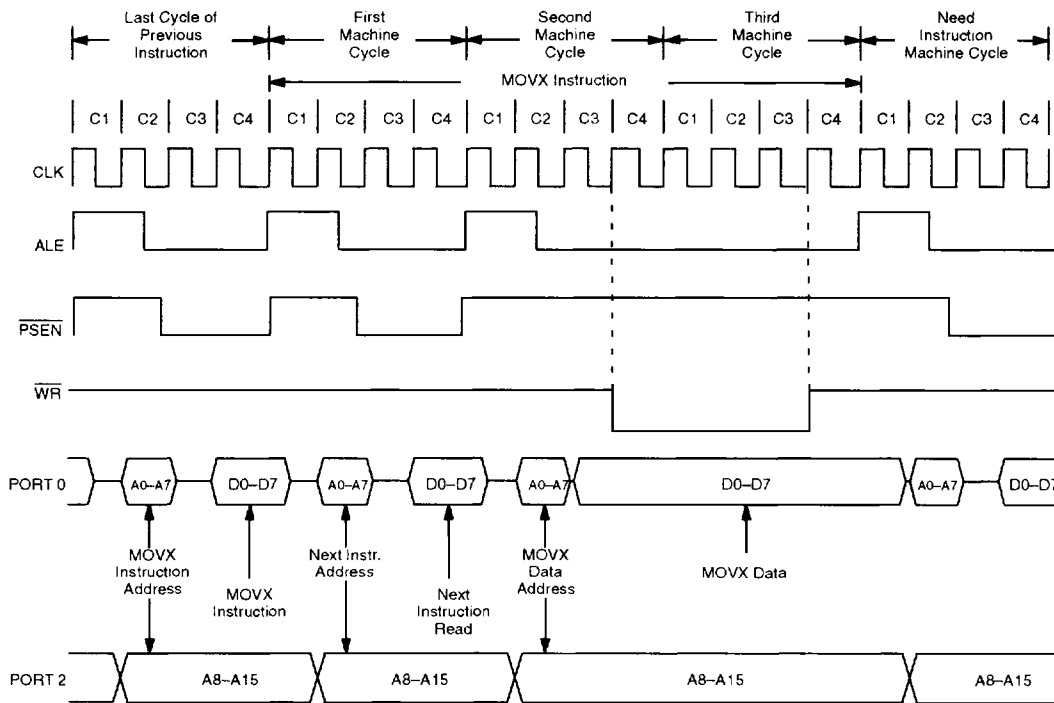 Last Cycle of
Previous
Instruction
First
Machine
Cycle
Second
Machine
Cycle
Third
Machine
Cycle
Need
Instruction
Machine Cycle
MOVX Instruction
C1 C2 C3 C4 C1 C2 C3 C4 C1 C2 C3 C4 C1 C2 C3 C4 C1 C2 C3 C4
CLK
ALE
PSEN
WR
PORT 0 A0–A7 D0–D7 A0–A7 D0–D7 A0–A7 D0–D7 A0–A7 D0–D7
MOVX
Instruction
Address
MOVX
Instruction
Next Instr.
Address
Next
Instruction
Read
MOVX
Data
Address
MOVX Data
PORT 2 A8–A15 A8–A15 A8–A15 A8–A15